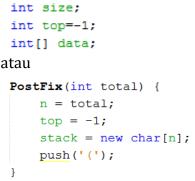 int size;
int top=-1;
int[] data;
atau
PostFix(int total) {
n = total;
top = -1;
stack = new char[n];
push('(');
}